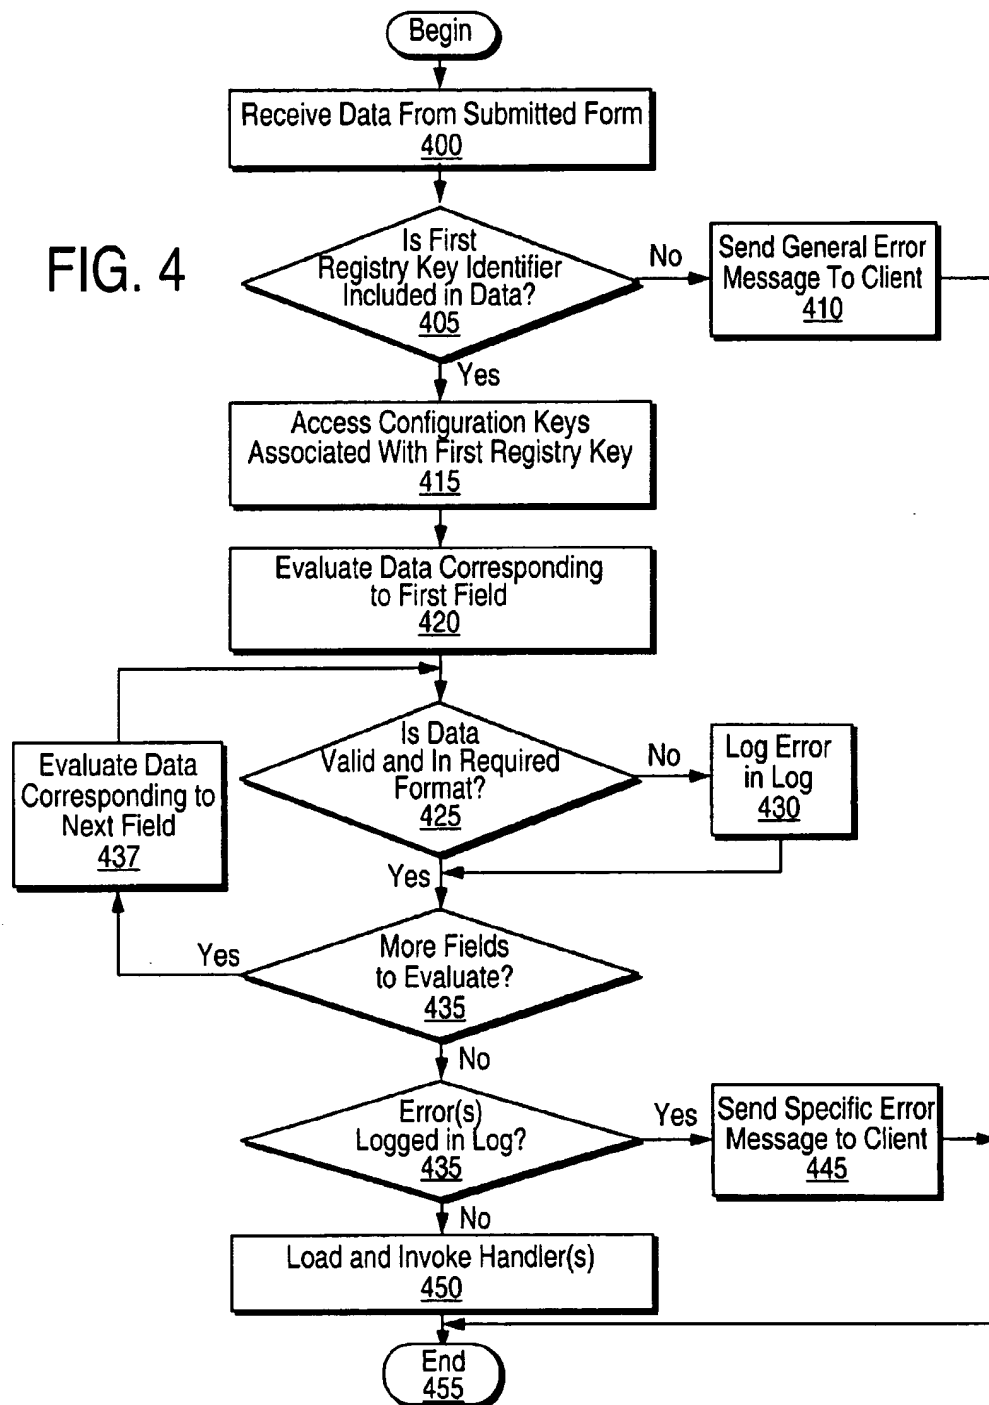 Begin
Receive Data From Submitted Form
400
FIG. 4
Is First
Registry Key Identifier
Included in Data?
405
No
Send General Error
Message To Client
410
Yes
Access Configuration Keys
Associated With First Registry Key
415
Evaluate Data Corresponding
to First Field
420
Is Data
Valid and In Required
Format?
425
No
Log Error
in Log
430
Evaluate Data
Corresponding to
Next Field
437
Yes
Yes
More Fields
to Evaluate?
435
No
Error(s)
Logged in Log?
435
Yes
Send Specific Error
Message to Client
445
No
Load and Invoke Handler(s)
450
End
455